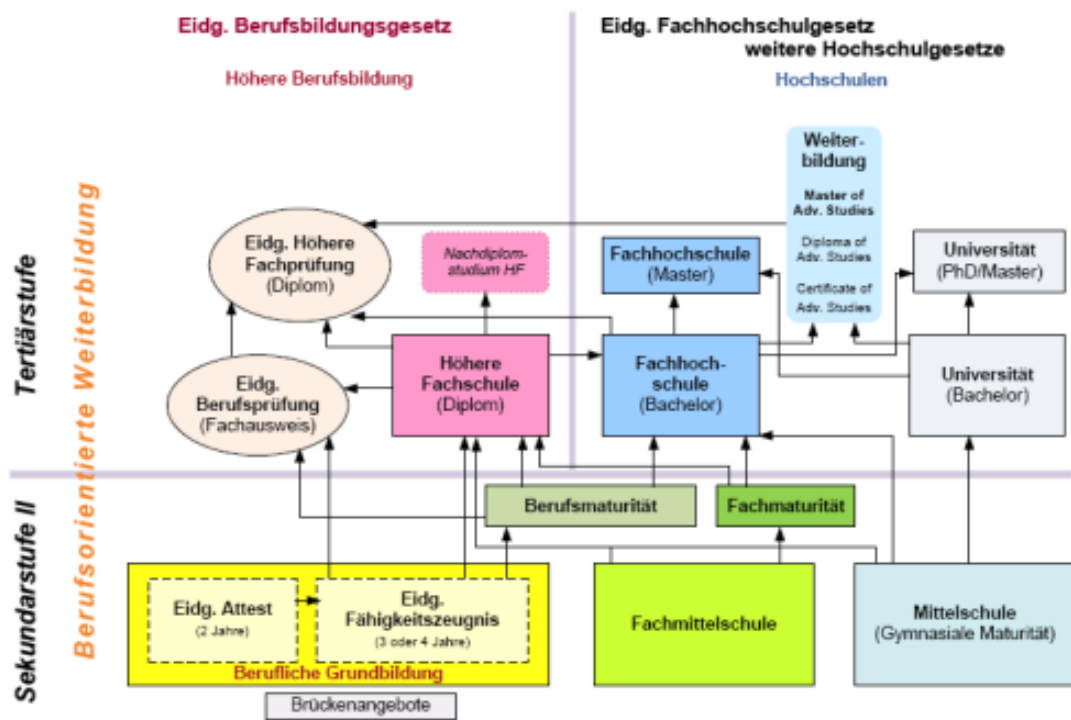 Eidg. Berufsbildungsgesetz
Eidg. Fachhochschulgesetz
weitere Hochschulgesetze
Höhere Berufsbildung
Hochschulen
Tertiärstufe
Berufsorientierte Weiterbildung
Weiter-
bildung
Master of
Adv. Studies
Diploma of
Adv. Studies
Certificate of
Adv. Studies
Eidg. Höhere
Fachprüfung
(Diplom)
Nachdiplom-
studium HF
Fachhochschule
(Master)
Universität
(PhD/Master)
Eidg.
Berufsprüfung
(Fachausweis)
Höhere
Fachschule
(Diplom)
Fachhoch-
schule
(Bachelor)
Universität
(Bachelor)
Sekundarstufe II
Berufsmaturität
Fachmaturität
Eidg. Attest
(2 Jahre)
Eidg.
Fähigkeitszeugnis
(3 oder 4 Jahre)
Berufliche Grundbildung
Fachmittelschule
Mittelschule
(Gymnasiale Maturität)
Brückenangebote